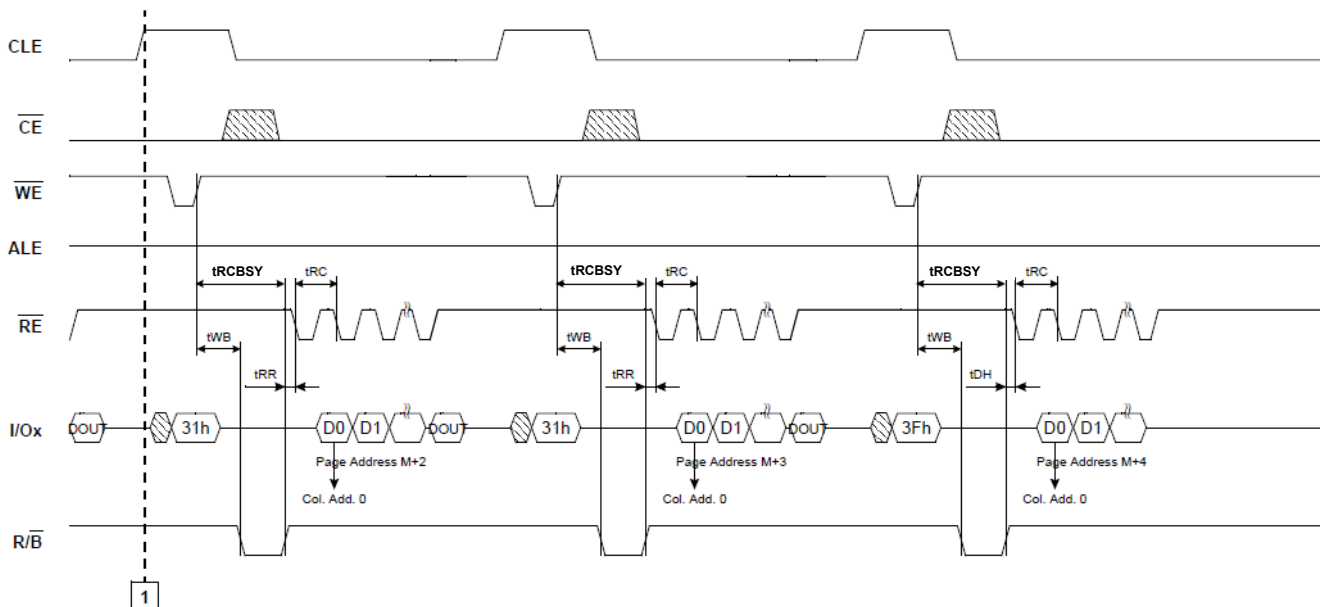 CLE
CE
WE
ALE
tRCBSY tRC tRCBSY tRC tRCBSY tRC
RE
tWB tWB tWB
tRR tRR tDH
I/Ox DOUT 31h D0 D1 DOUT 31h D0 D1 DOUT 3Fh D0 D1
Page Address M+2 Page Address M+3 Page Address M+4
Col. Add. 0 Col. Add. 0 Col. Add. 0
R/B
1